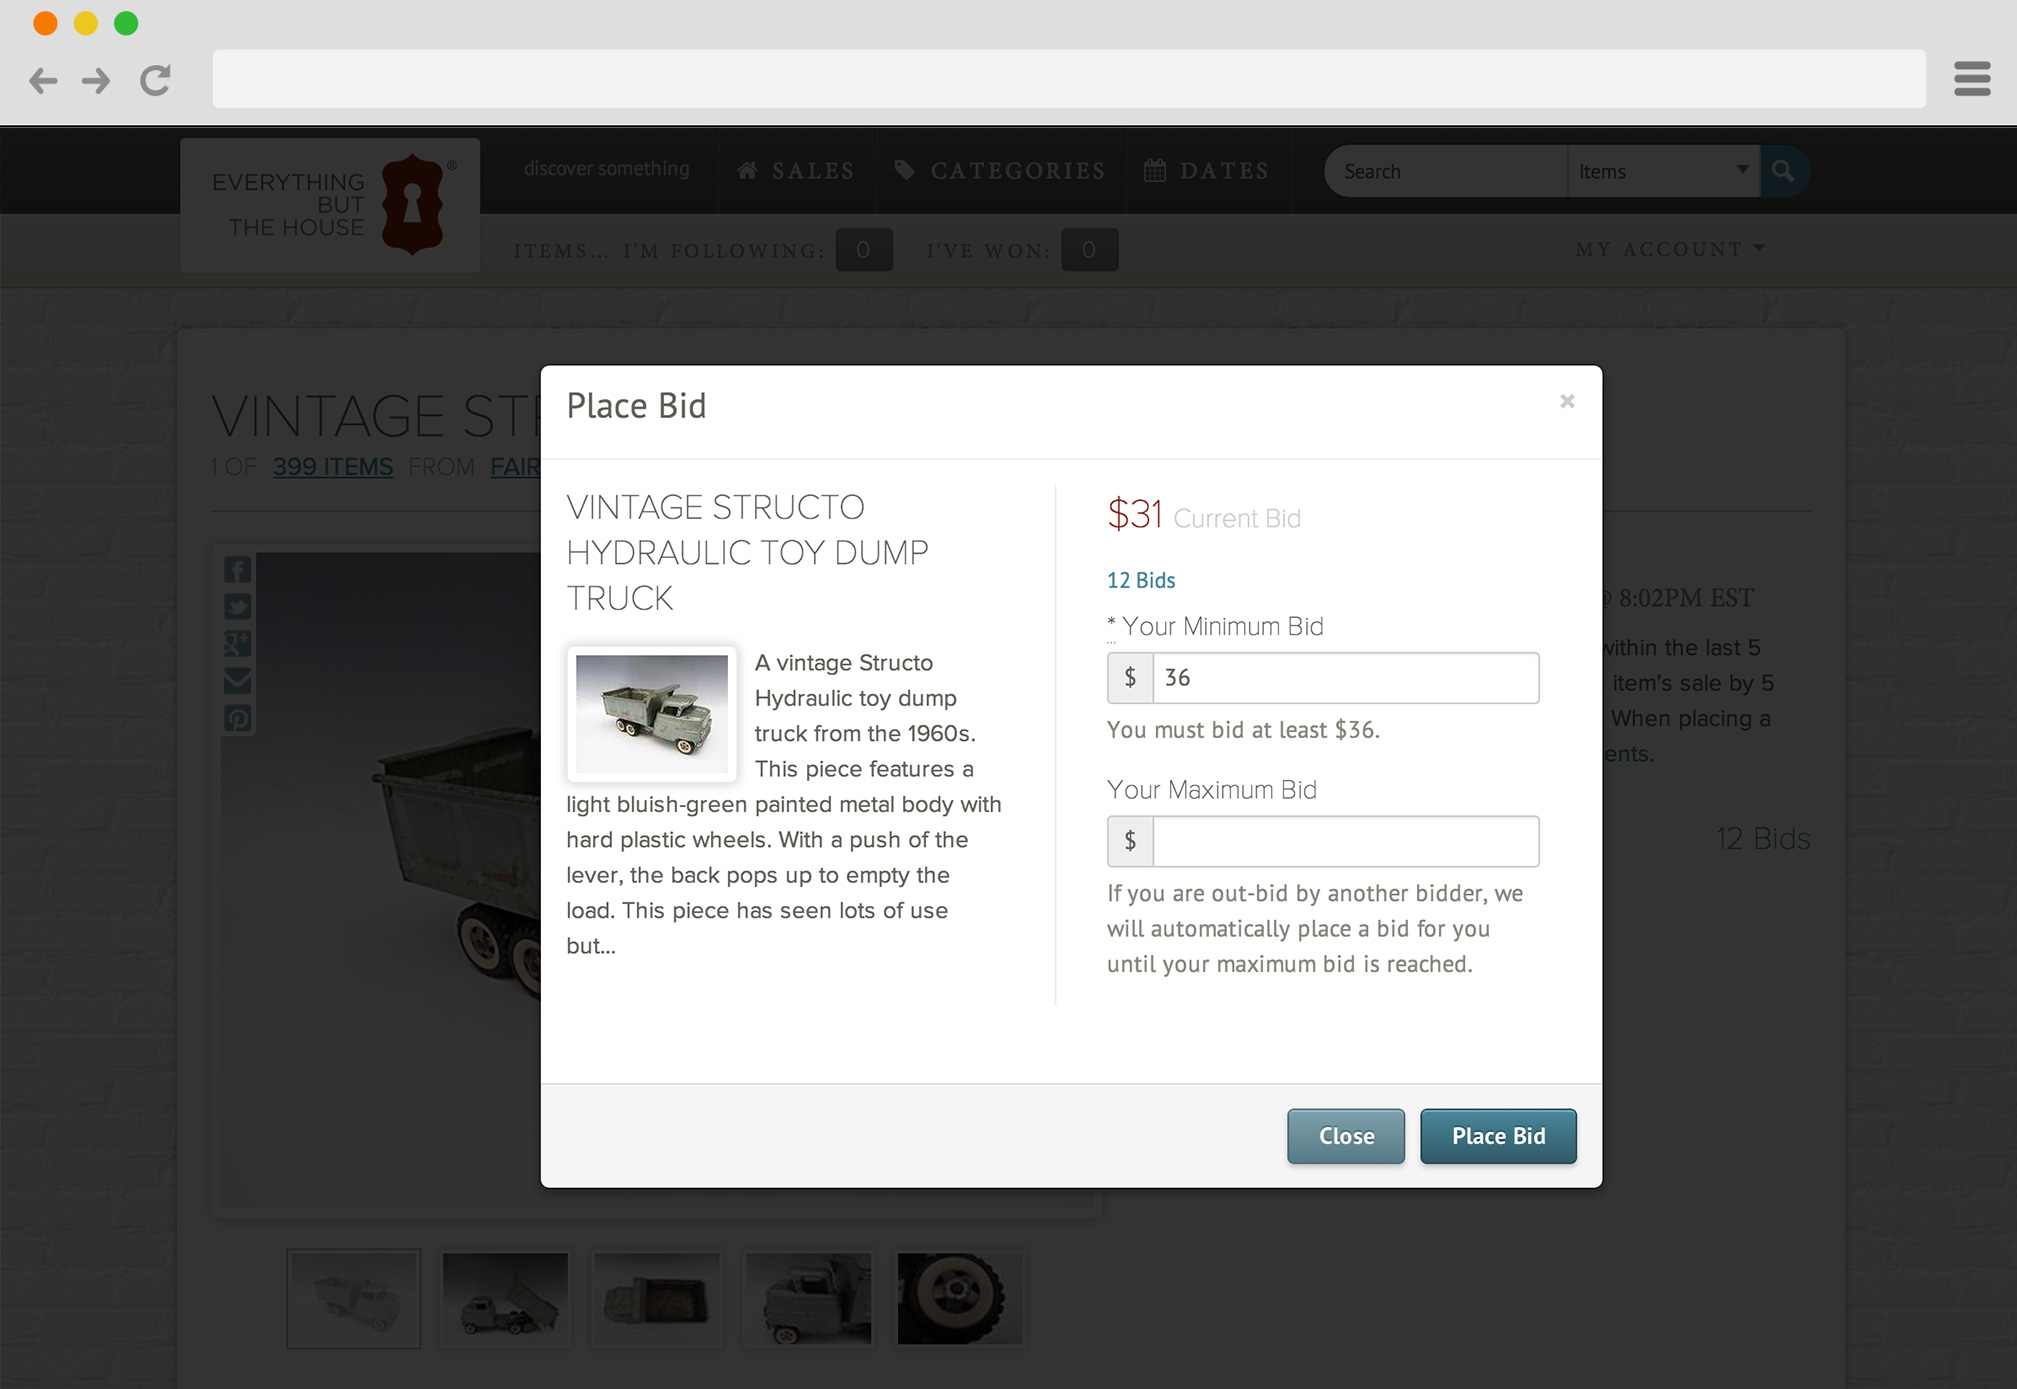 EVERYTHING
BUT
THE HOUSE
®
discover something
SALES
CATEGORIES
DATES
Search
Items
ITEMS... I'M FOLLOWING: 0
I'VE WON: 0
MY ACCOUNT
VINTAGE
1 OF 399 ITEMS FROM FAIR
Place Bid
×
VINTAGE STRUCTO
HYDRAULIC TOY DUMP
TRUCK
A vintage Structo
Hydraulic toy dump
truck from the 1960s.
This piece features a
light bluish-green painted metal body with
hard plastic wheels. With a push of the
lever, the back pops up to empty the
load. This piece has seen lots of use
but...
$31 Current Bid
12 Bids
* Your Minimum Bid
$ 36
You must bid at least $36.
Your Maximum Bid
$
If you are out-bid by another bidder, we
will automatically place a bid for you
until your maximum bid is reached.
Close
Place Bid
8:02PM EST
within the last 5
item's sale by 5
When placing a
ents.
12 Bids